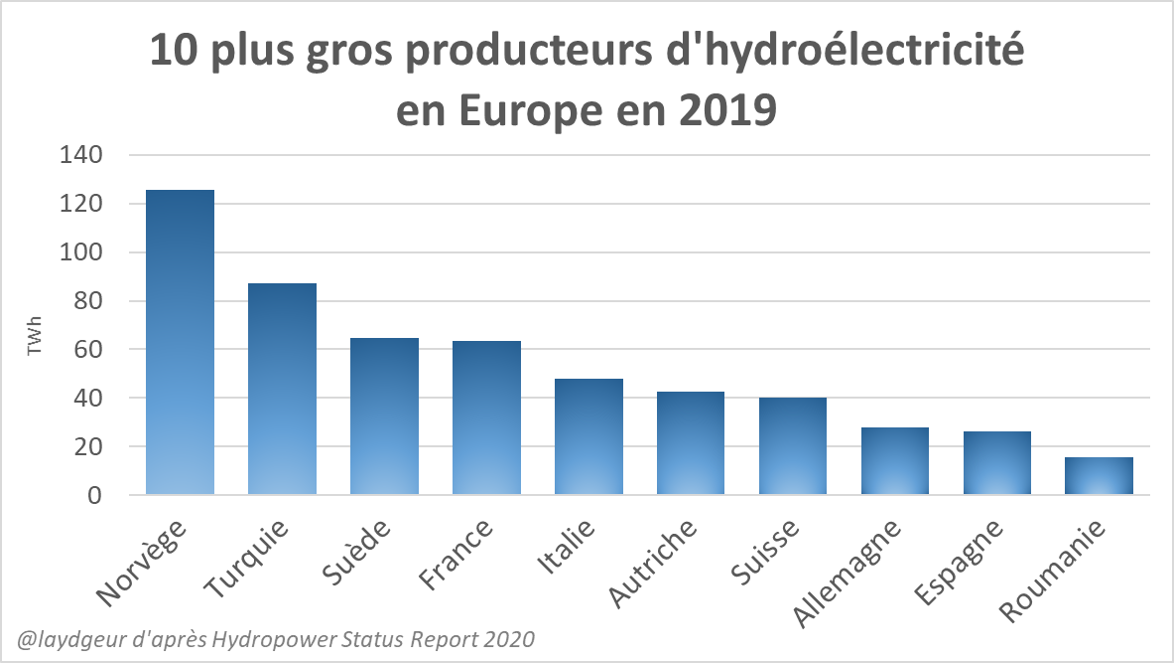 10 plus gros producteurs d'hydroélectricité
en Europe en 2019
140
120
100
80
60
40
20
0
TWh
Norvège
Turquie
Suède
France
Italie
Autriche
Suisse
Allemagne
Espagne
Roumanie
@laydgeur d'après Hydropower Status Report 2020